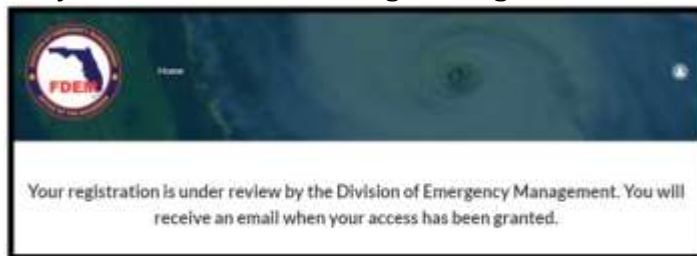 FDEM
Home
Your registration is under review by the Division of Emergency Management. You will
receive an email when your access has been granted.